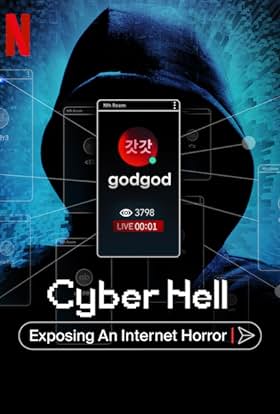 N
Nth Room
갓갓
godgod
3798
LIVE 00:01
Cyber Hell
Exposing An Internet Horror